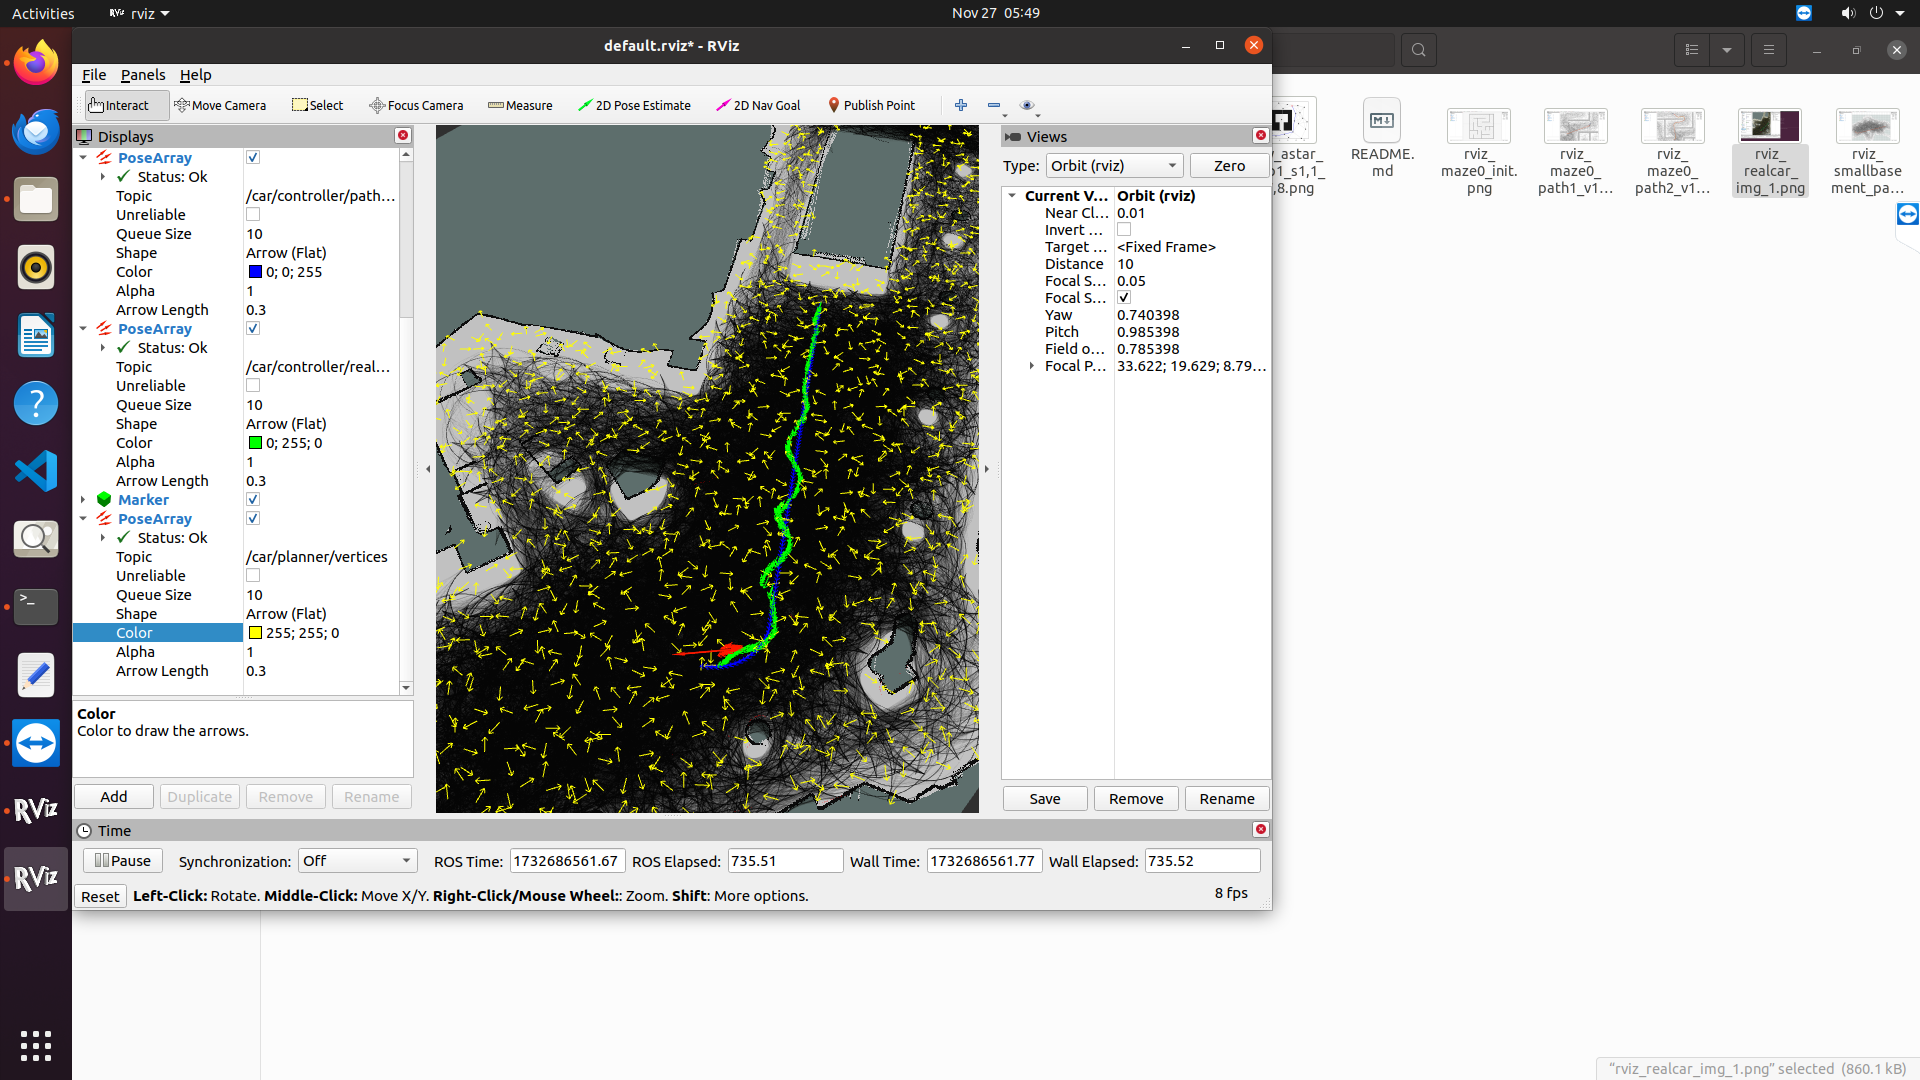 Activities
rviz
Nov 27 05:49
default.rviz* - RViz
File Panels Help
Interact Move Camera Select Focus Camera Measure 2D Pose Estimate 2D Nav Goal Publish Point
Displays
PoseArray
Status: Ok
Topic /car/controller/path...
Unreliable
Queue Size 10
Shape Arrow (Flat)
Color 0; 0; 255
Alpha 1
Arrow Length 0.3
PoseArray
Status: Ok
Topic /car/controller/real...
Unreliable
Queue Size 10
Shape Arrow (Flat)
Color 0; 255; 0
Alpha 1
Arrow Length 0.3
Marker
PoseArray
Status: Ok
Topic /car/planner/vertices
Unreliable
Queue Size 10
Shape Arrow (Flat)
Color 255; 255; 0
Alpha 1
Arrow Length 0.3
Color
Color to draw the arrows.
Add Duplicate Remove Rename
Views
Type: Orbit (rviz) Zero
Current V... Orbit (rviz)
Near Cl... 0.01
Invert ...
Target ... <Fixed Frame>
Distance 10
Focal S... 0.05
Focal S...
Yaw 0.740398
Pitch 0.985398
Field o... 0.785398
Focal P... 33.622; 19.629; 8.79...
Save Remove Rename
Time
Pause Synchronization: Off ROS Time: 1732686561.67 ROS Elapsed: 735.51 Wall Time: 1732686561.77 Wall Elapsed: 735.52
Reset Left-Click: Rotate. Middle-Click: Move X/Y. Right-Click/Mouse Wheel:: Zoom. Shift: More options.
8 fps
_astar_
1_s1,1_
,8.png
README.
md
rviz_
maze0_init.
png
rviz_
maze0_
path1_v1...
rviz_
maze0_
path2_v1...
rviz_
realcar_
img_1.png
rviz_
smallbase
ment_pa...
RViz
RViz
"rviz_realcar_img_1.png" selected (860.1 kB)